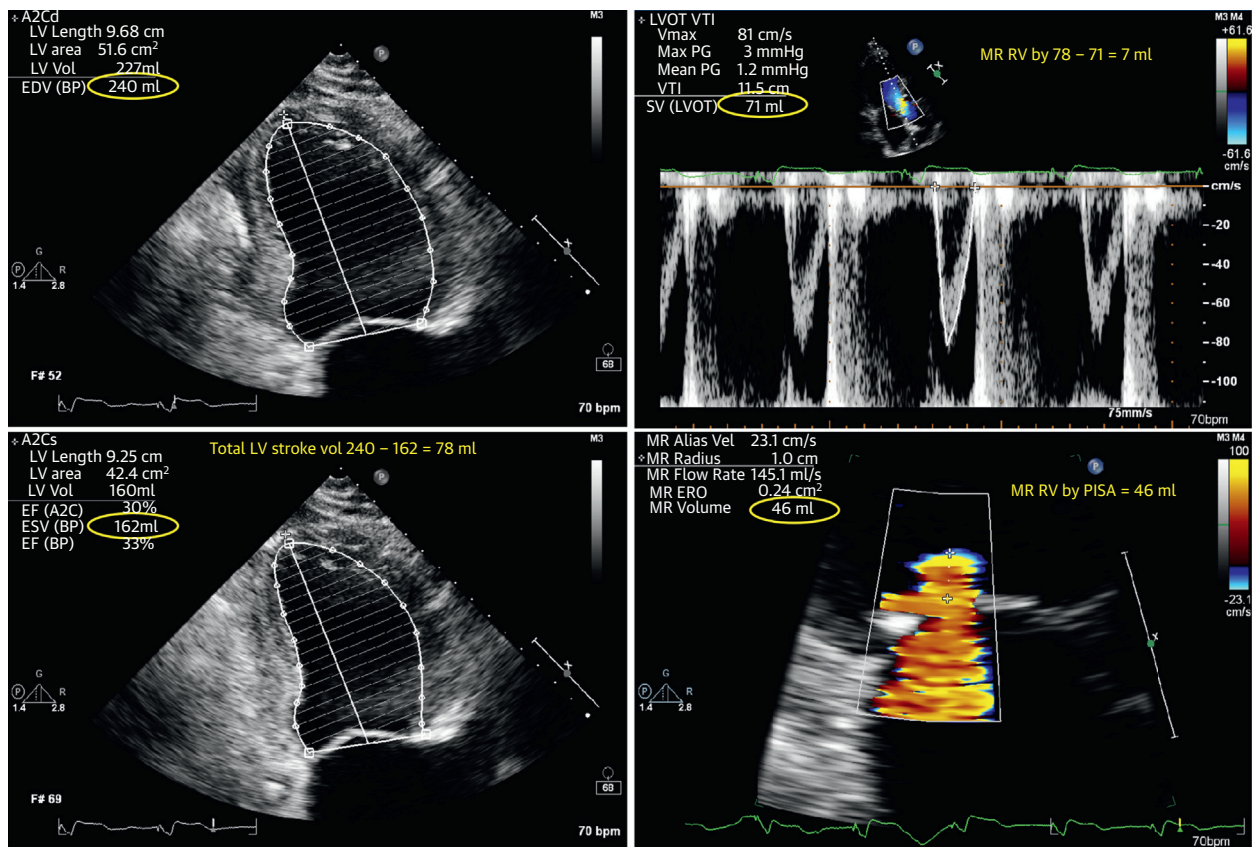 A2Cd
LV Length 9.68 cm
LV area 51.6 cm²
LV Vol 227ml
EDV (BP) 240 ml
M3
P
G
P R
1.4 2.8
6B
F# 52
70 bpm
LVOT VTI
Vmax 81 cm/s
Max PG 3 mmHg
Mean PG 1.2 mmHg
VTI 11.5 cm
SV (LVOT) 71 ml
MR RV by 78 – 71 = 7 ml
P
M3 M4
+61.6
-61.6
cm/s
cm/s
-20
-40
-60
-80
-100
75mm/s
70bpm
A2Cs
LV Length 9.25 cm
LV area 42.4 cm²
LV Vol 160ml
EF (A2C) 30%
ESV (BP) 162ml
EF (BP) 33%
Total LV stroke vol 240 – 162 = 78 ml
M3
P
G
P R
1.4 2.8
6B
F# 69
70 bpm
MR Alias Vel 23.1 cm/s
MR Radius 1.0 cm
MR Flow Rate 145.1 ml/s
MR ERO 0.24 cm²
MR Volume 46 ml
MR RV by PISA = 46 ml
P
M3 M4
100
-23.1
cm/s
G
P R
1.4 2.8
70bpm